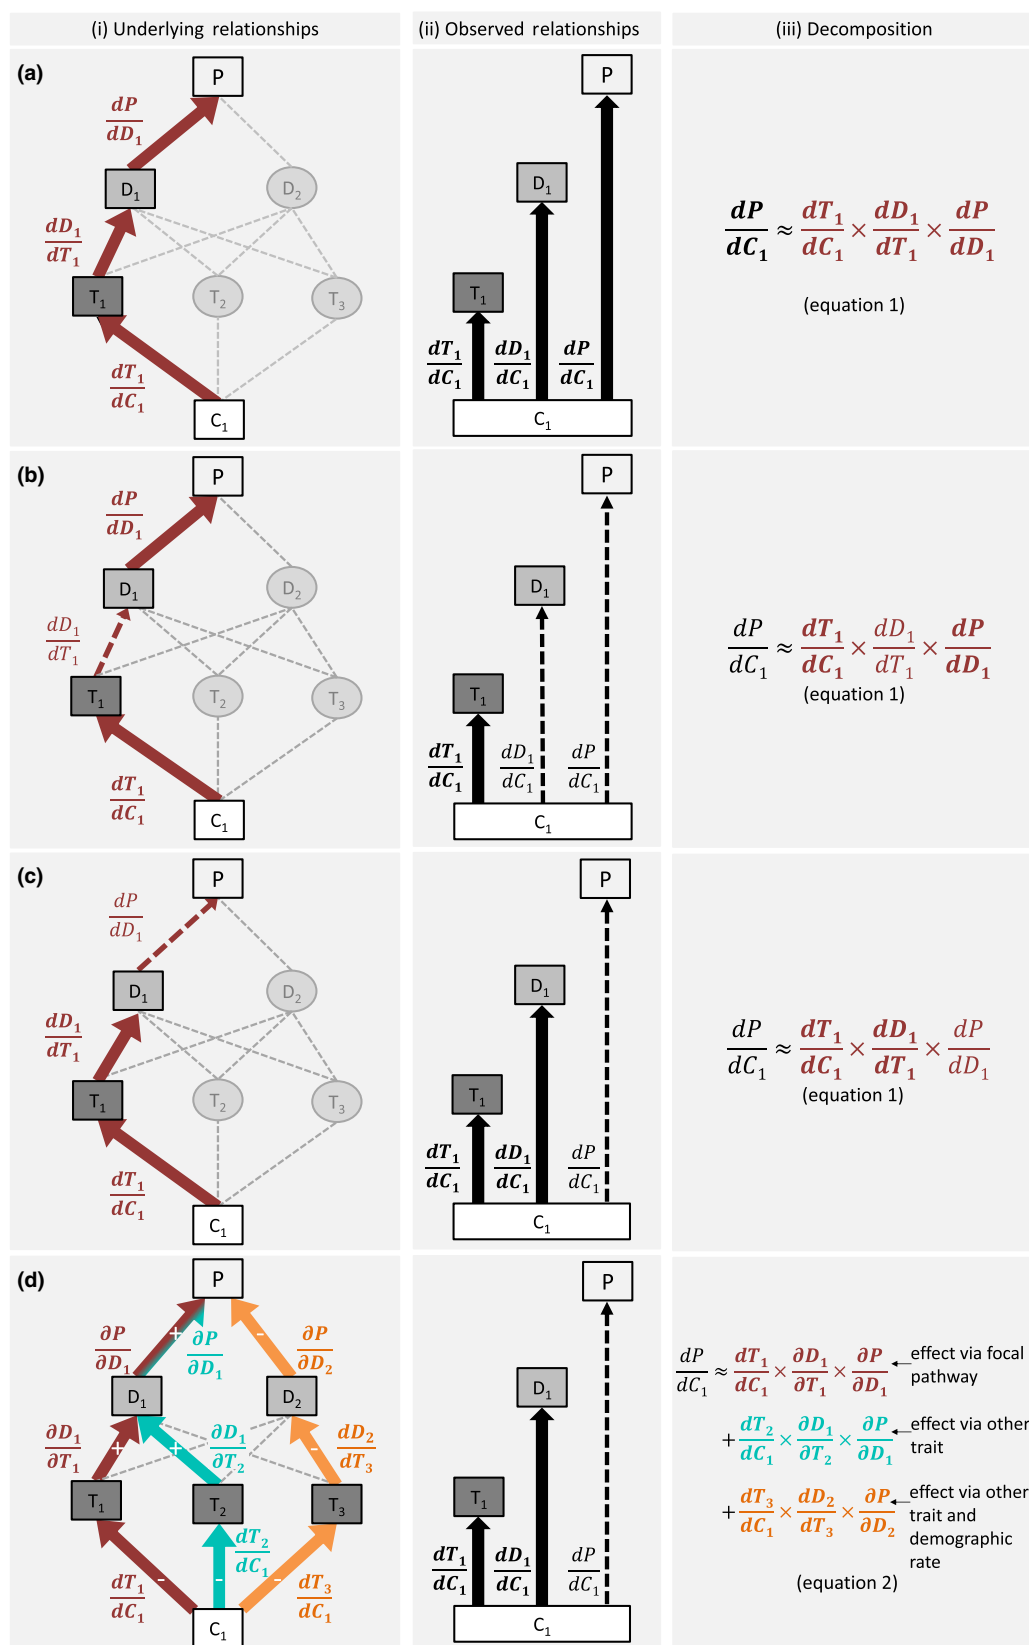 (i) Underlying relationships
(ii) Observed relationships
(iii) Decomposition
(a)
P
dP/dD₁
D₁
D₂
dD₁/dT₁
T₁
T₂
T₃
dT₁/dC₁
C₁
P
D₁
T₁
dT₁/dC₁ dD₁/dC₁ dP/dC₁
C₁
dP/dC₁ ≈ dT₁/dC₁ × dD₁/dT₁ × dP/dD₁
(equation 1)
(b)
P
dP/dD₁
D₁
D₂
dD₁/dT₁
T₁
T₂
T₃
dT₁/dC₁
C₁
P
D₁
T₁
dT₁/dC₁ dD₁/dC₁ dP/dC₁
C₁
dP/dC₁ ≈ dT₁/dC₁ × dD₁/dT₁ × dP/dD₁
(equation 1)
(c)
P
dP/dD₁
D₁
D₂
dD₁/dT₁
T₁
T₂
T₃
dT₁/dC₁
C₁
P
D₁
T₁
dT₁/dC₁ dD₁/dC₁ dP/dC₁
C₁
dP/dC₁ ≈ dT₁/dC₁ × dD₁/dT₁ × dP/dD₁
(equation 1)
(d)
P
+
-
∂P/∂D₁ ∂P/∂D₁ ∂P/∂D₂
D₁
D₂
∂D₁/∂T₁ + + ∂D₁/∂T₂ - dD₂/dT₃
T₁
T₂
T₃
dT₂/dC₁
dT₁/dC₁ - - - dT₃/dC₁
C₁
P
D₁
T₁
dT₁/dC₁ dD₁/dC₁ dP/dC₁
C₁
dP/dC₁ ≈ dT₁/dC₁ × ∂D₁/∂T₁ × ∂P/∂D₁
effect via focal
pathway
+ dT₂/dC₁ × ∂D₁/∂T₂ × ∂P/∂D₁
effect via other
trait
+ dT₃/dC₁ × dD₂/dT₃ × ∂P/∂D₂
effect via other
trait and
demographic
rate
(equation 2)